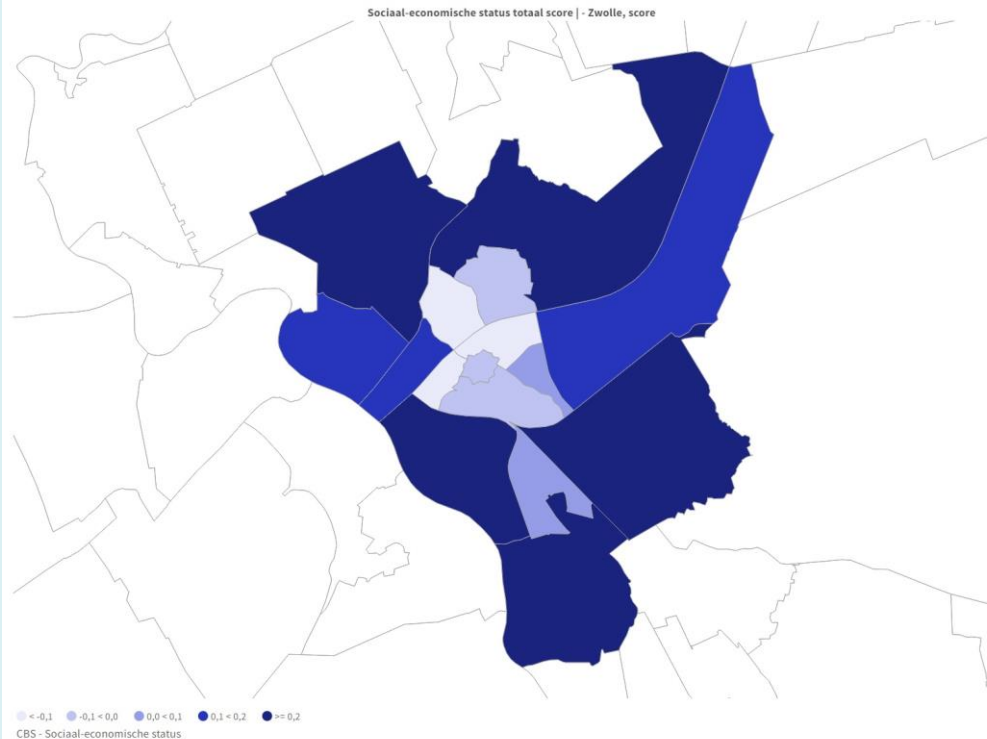 Sociaal-economische status totaal score | - Zwolle, score
< -0,1 -0,1 < 0,0 0,0 < 0,1 0,1 < 0,2 >= 0,2
CBS - Sociaal-economische status